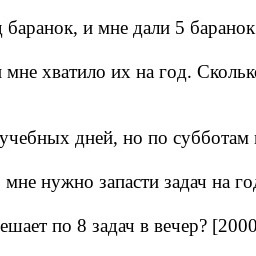 баранок, и мне дали 5 баранок
мне хватило их на год. Сколько
учебных дней, но по субботам
мне нужно запасти задач на год
ешает по 8 задач в вечер? [2000